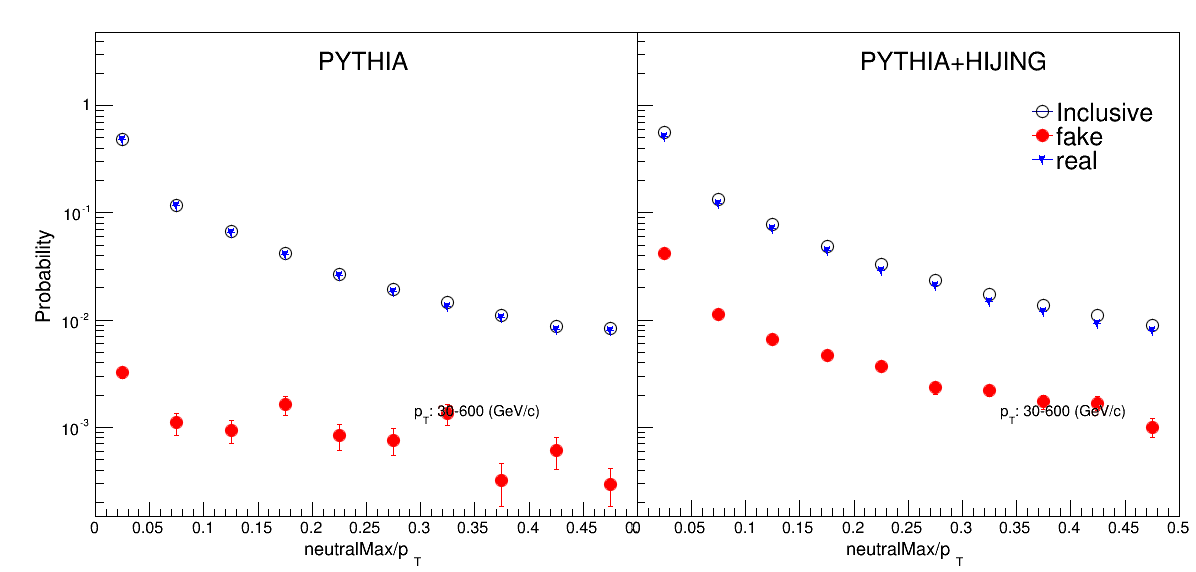 PYTHIA
PYTHIA+HIJING
Inclusive
fake
real
Probability
1
10-1
10-2
10-3
pT: 30-600 (GeV/c)
pT: 30-600 (GeV/c)
0 0.05 0.1 0.15 0.2 0.25 0.3 0.35 0.4 0.45
0 0.05 0.1 0.15 0.2 0.25 0.3 0.35 0.4 0.45 0.5
neutralMax/pT
neutralMax/pT